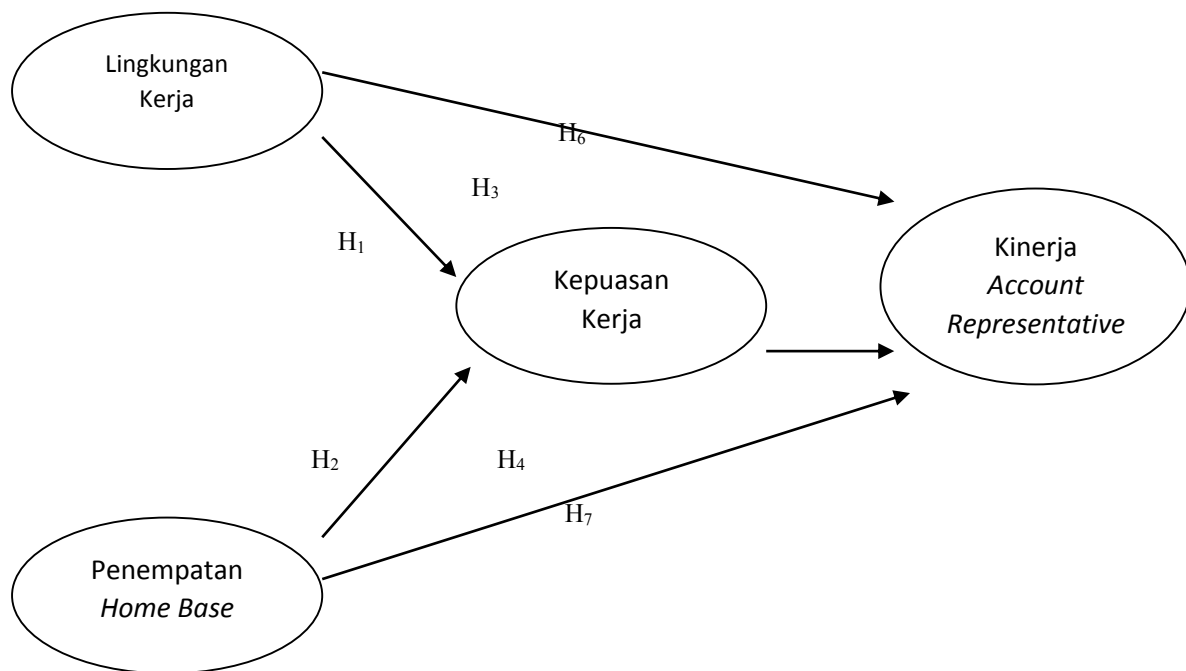 Lingkungan
Kerja
H₆
H₃
H₁
Kepuasan
Kerja
Kinerja
Account
Representative
H₂
H₄
H₇
Penempatan
Home Base